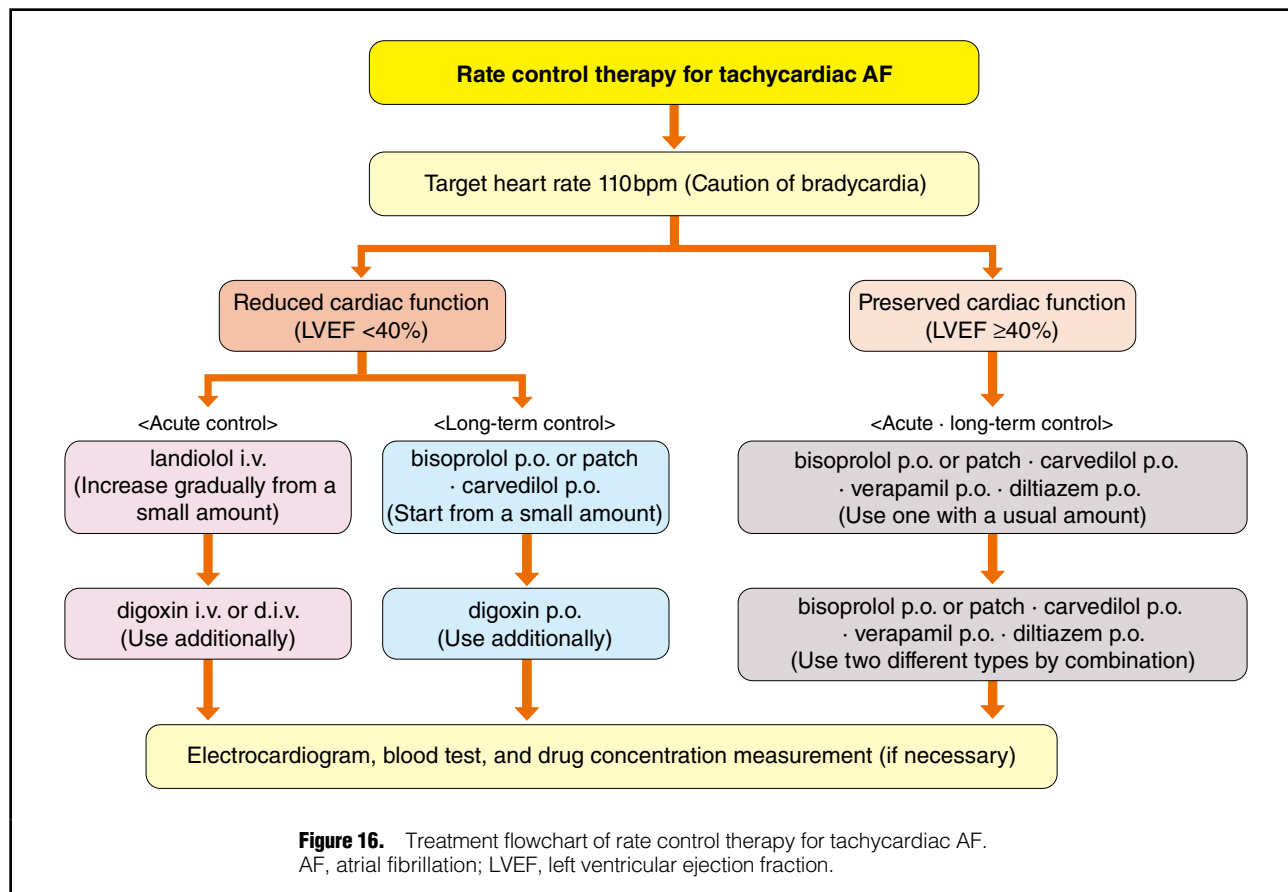 Rate control therapy for tachycardiac AF
Target heart rate 110bpm (Caution of bradycardia)
Reduced cardiac function
(LVEF <40%)
Preserved cardiac function
(LVEF ≥40%)
<Acute control>
landiolol i.v.
(Increase gradually from a
small amount)
digoxin i.v. or d.i.v.
(Use additionally)
<Long-term control>
bisoprolol p.o. or patch
· carvedilol p.o.
(Start from a small amount)
digoxin p.o.
(Use additionally)
<Acute · long-term control>
bisoprolol p.o. or patch · carvedilol p.o.
· verapamil p.o. · diltiazem p.o.
(Use one with a usual amount)
bisoprolol p.o. or patch · carvedilol p.o.
· verapamil p.o. · diltiazem p.o.
(Use two different types by combination)
Electrocardiogram, blood test, and drug concentration measurement (if necessary)
Figure 16. Treatment flowchart of rate control therapy for tachycardiac AF.
AF, atrial fibrillation; LVEF, left ventricular ejection fraction.